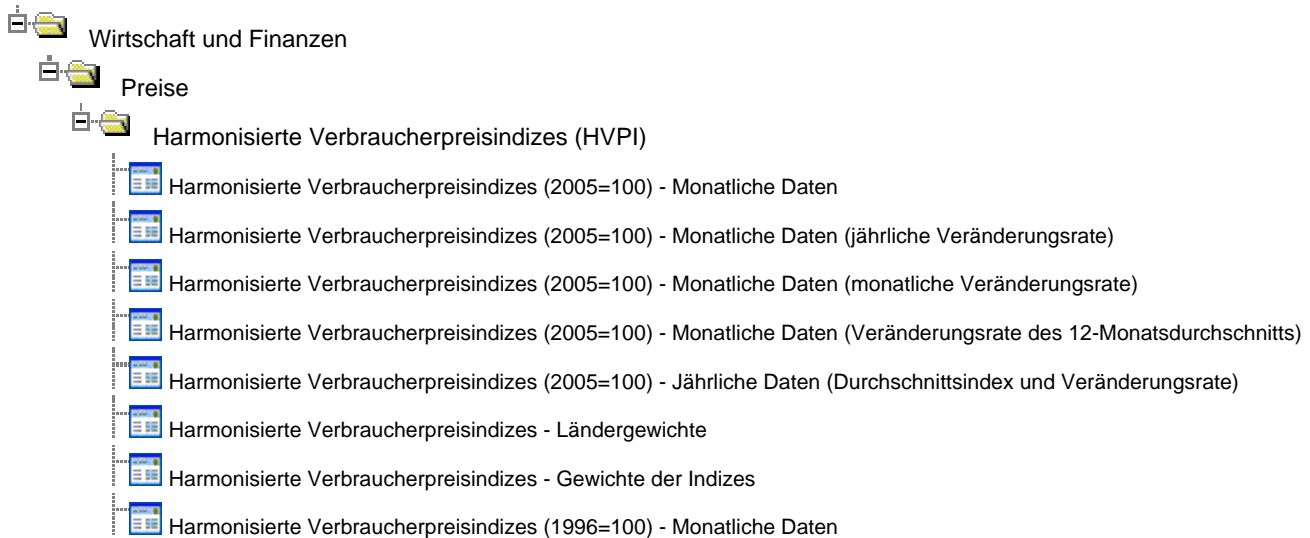 Wirtschaft und Finanzen
Preise
Harmonisierte Verbraucherpreisindizes (HVPI)
Harmonisierte Verbraucherpreisindizes (2005=100) - Monatliche Daten
Harmonisierte Verbraucherpreisindizes (2005=100) - Monatliche Daten (jährliche Veränderungsrate)
Harmonisierte Verbraucherpreisindizes (2005=100) - Monatliche Daten (monatliche Veränderungsrate)
Harmonisierte Verbraucherpreisindizes (2005=100) - Monatliche Daten (Veränderungsrate des 12-Monatsdurchschnitts)
Harmonisierte Verbraucherpreisindizes (2005=100) - Jährliche Daten (Durchschnittsindex und Veränderungsrate)
Harmonisierte Verbraucherpreisindizes - Ländergewichte
Harmonisierte Verbraucherpreisindizes - Gewichte der Indizes
Harmonisierte Verbraucherpreisindizes (1996=100) - Monatliche Daten